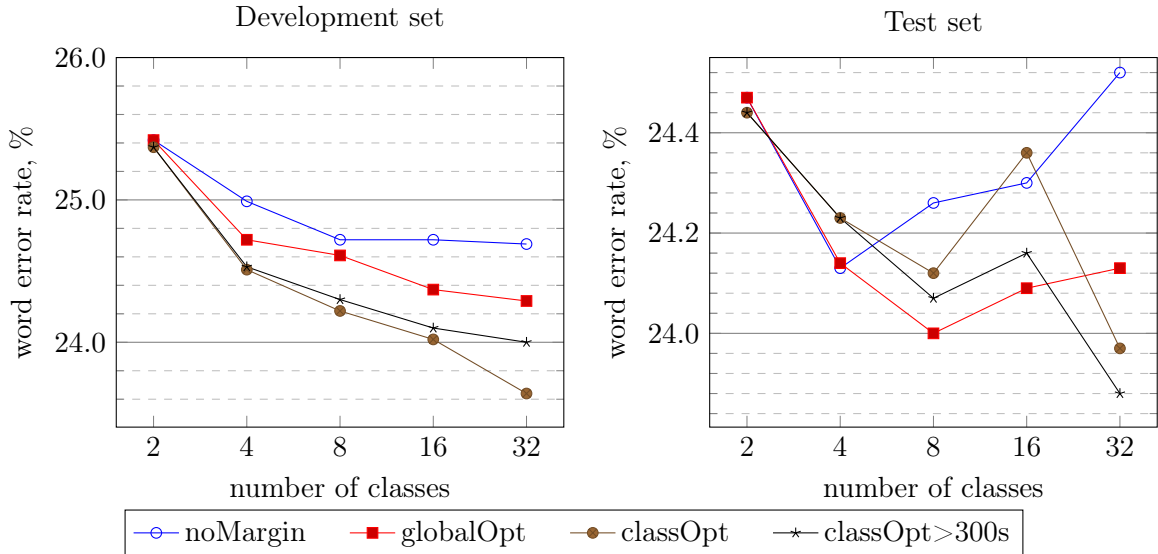 Development set
Test set
26.0
25.0
24.0
word error rate, %
2 4 8 16 32
number of classes
24.4
24.2
24.0
word error rate, %
2 4 8 16 32
number of classes
noMargin globalOpt classOpt classOpt>300s